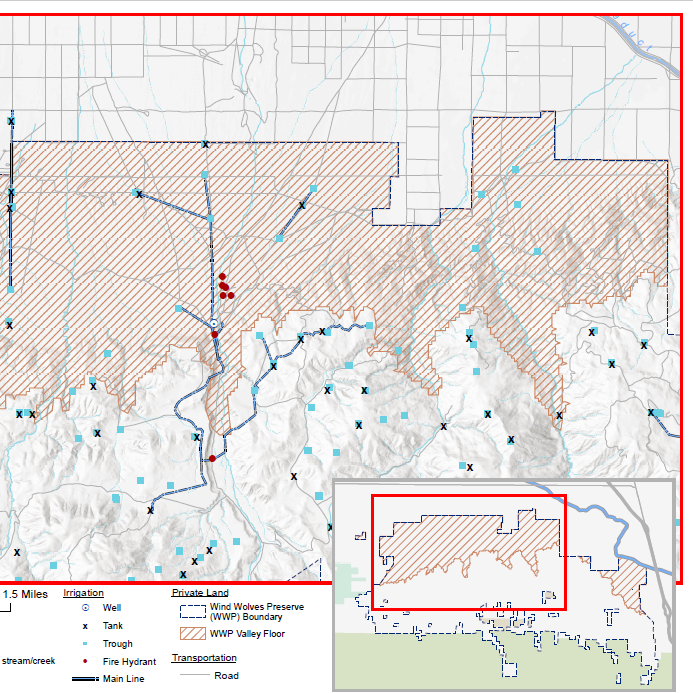 duct
1.5 Miles
stream/creek
Irrigation
Well
Tank
Trough
Fire Hydrant
Main Line
Private Land
Wind Wolves Preserve
(WWP) Boundary
WWP Valley Floor
Transportation
Road